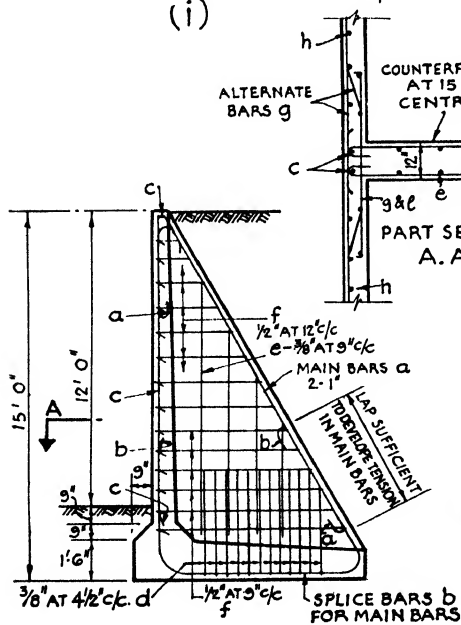 (i)
h
COUNTERF
AT 15
CENTR
ALTERNATE
BARS g
c
12"
e
g&l
PART SE
A. A
h
c
a
f
1/2" AT 12"c/c
e-3/8" AT 9"c/c
MAIN BARS a
2-1"
15' 0"
12' 0"
A
c
b
b
LAP SUFFICIENT
TO DEVELOPE TENSION
IN MAIN BARS
9"
c
9"
9"
1'-6"
a
3/8" AT 4 1/2" c/c. d
1/2" AT 9"c/c
f
SPLICE BARS b
FOR MAIN BARS